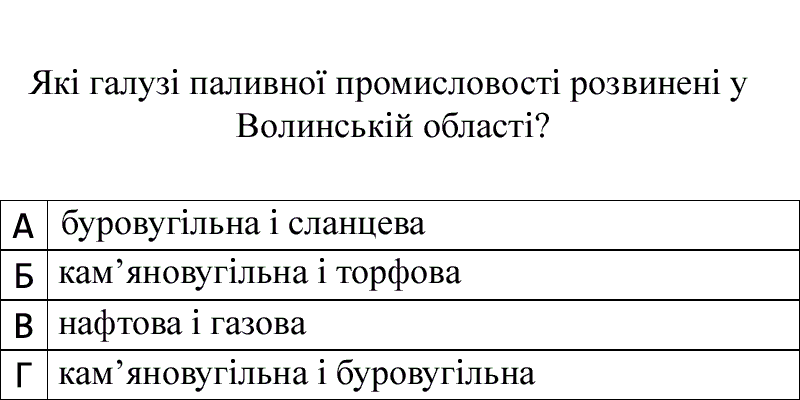 Які галузі паливної промисловості розвинені у
Волинській області?
А буровугільна і сланцева
Б кам’яновугільна і торфова
В нафтова і газова
Г кам’яновугільна і буровугільна